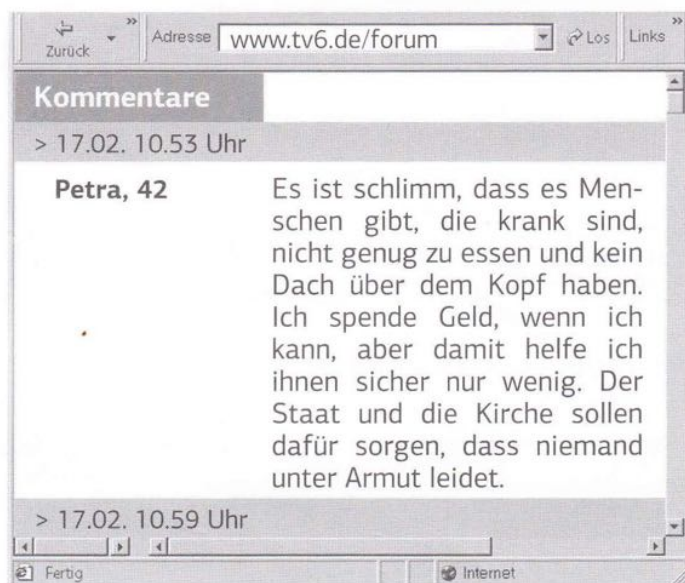 Zurück
»
Adresse www.tv6.de/forum
Los
Links
»
Kommentare
> 17.02. 10.53 Uhr
Petra, 42
Es ist schlimm, dass es Men-
schen gibt, die krank sind,
nicht genug zu essen und kein
Dach über dem Kopf haben.
Ich spende Geld, wenn ich
kann, aber damit helfe ich
ihnen sicher nur wenig. Der
Staat und die Kirche sollen
dafür sorgen, dass niemand
unter Armut leidet.
> 17.02. 10.59 Uhr
Fertig
Internet